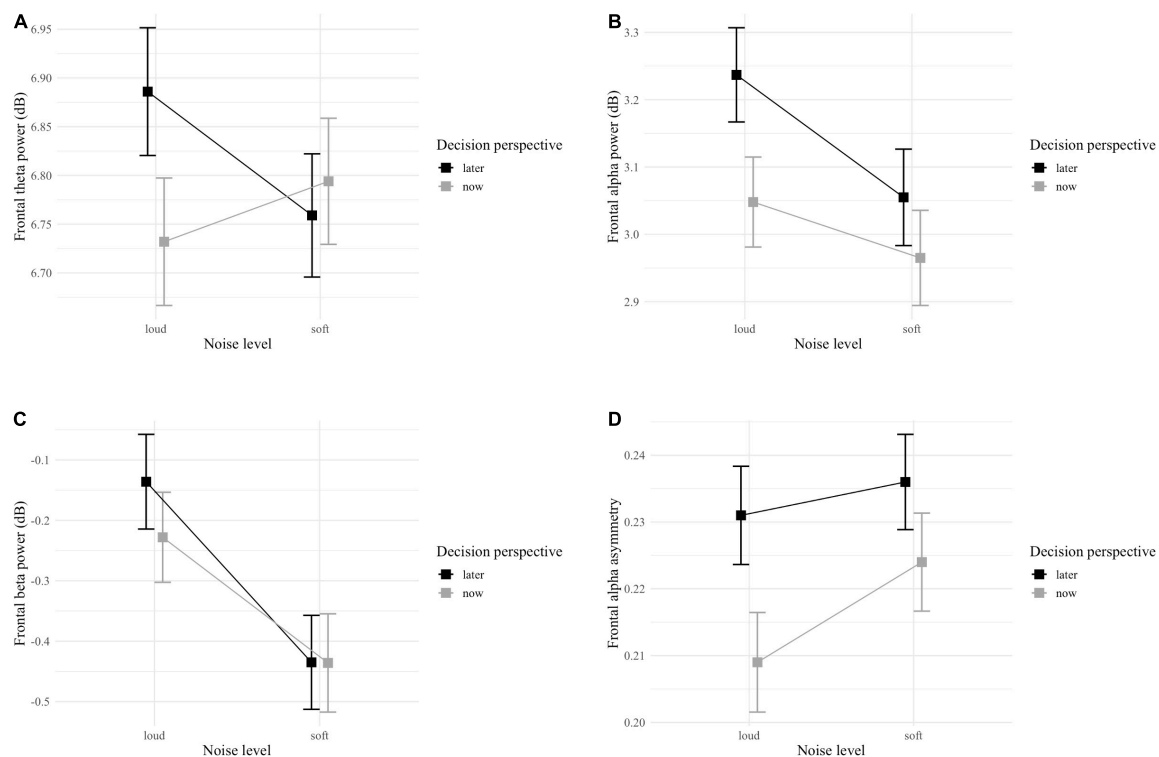 A
Frontal theta power (dB)
6.95
6.90
6.85
6.80
6.75
6.70
loud soft
Noise level
Decision perspective
later
now
B
Frontal alpha power (dB)
3.3
3.2
3.1
3.0
2.9
loud soft
Noise level
Decision perspective
later
now
C
Frontal beta power (dB)
-0.1
-0.2
-0.3
-0.4
-0.5
loud soft
Noise level
Decision perspective
later
now
D
Frontal alpha asymmetry
0.24
0.23
0.22
0.21
0.20
loud soft
Noise level
Decision perspective
later
now